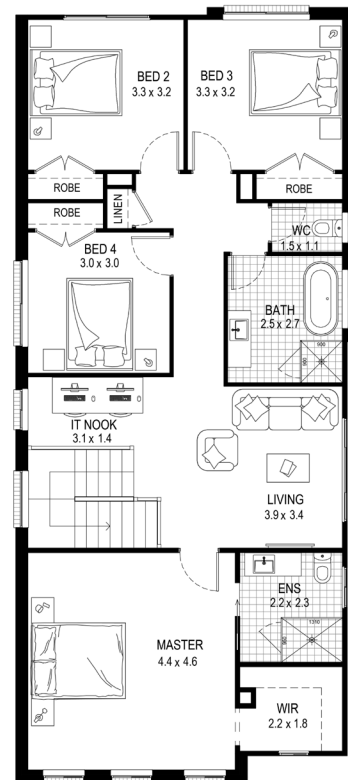 BED 2
3.3 x 3.2
BED 3
3.3 x 3.2
ROBE
ROBE
LINEN
ROBE
WC
1.5 x 1.1
BED 4
3.0 x 3.0
BATH
2.5 x 2.7
900
900
IT NOOK
3.1 x 1.4
LIVING
3.9 x 3.4
ENS
2.2 x 2.3
1310
MASTER
4.4 x 4.6
WIR
2.2 x 1.8